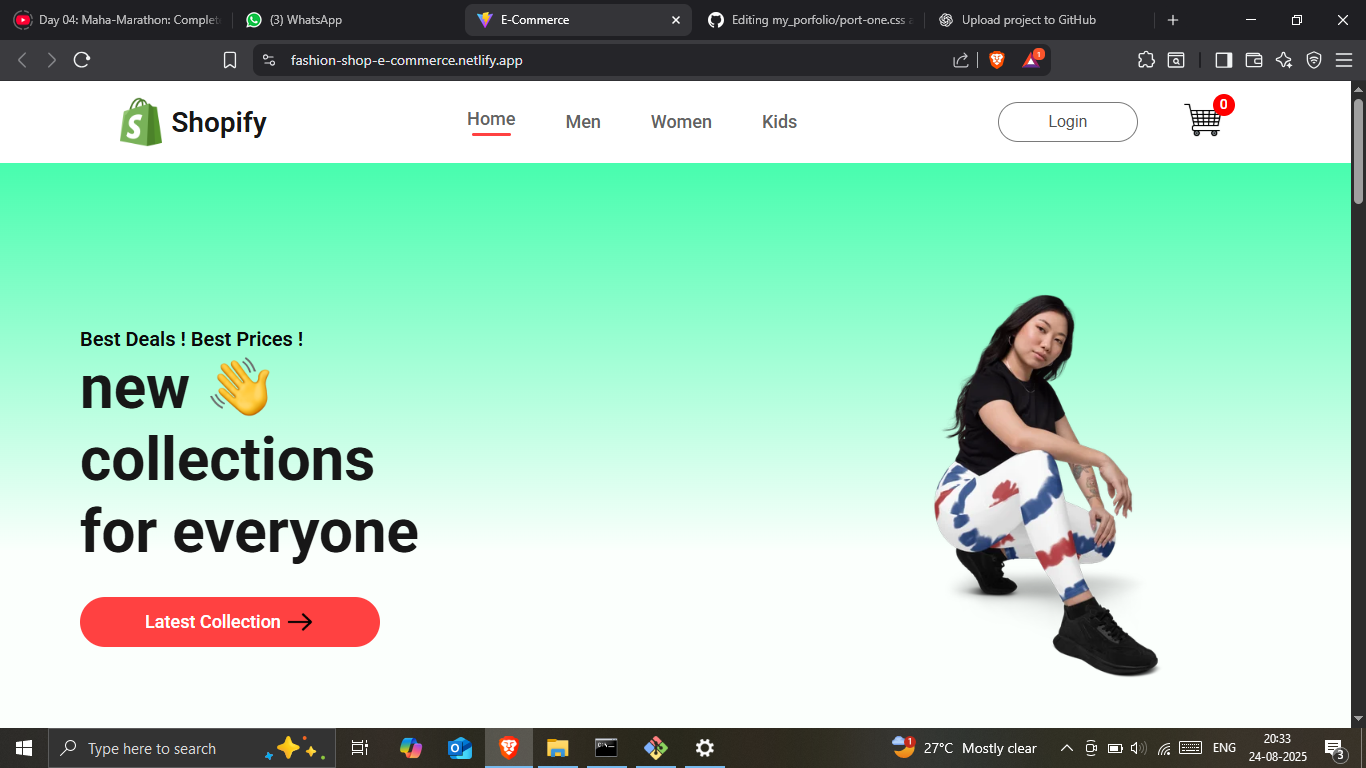 Day 04: Maha-Marathon: Complet
(3) WhatsApp
E-Commerce
Editing my_porfolio/port-one.css a
Upload project to GitHub
fashion-shop-e-commerce.netlify.app
1
Shopify
Home
Men
Women
Kids
Login
0
Best Deals ! Best Prices !
new 👋
collections
for everyone
Latest Collection →
Type here to search
1
27°C Mostly clear
ENG
20:33
24-08-2025
3